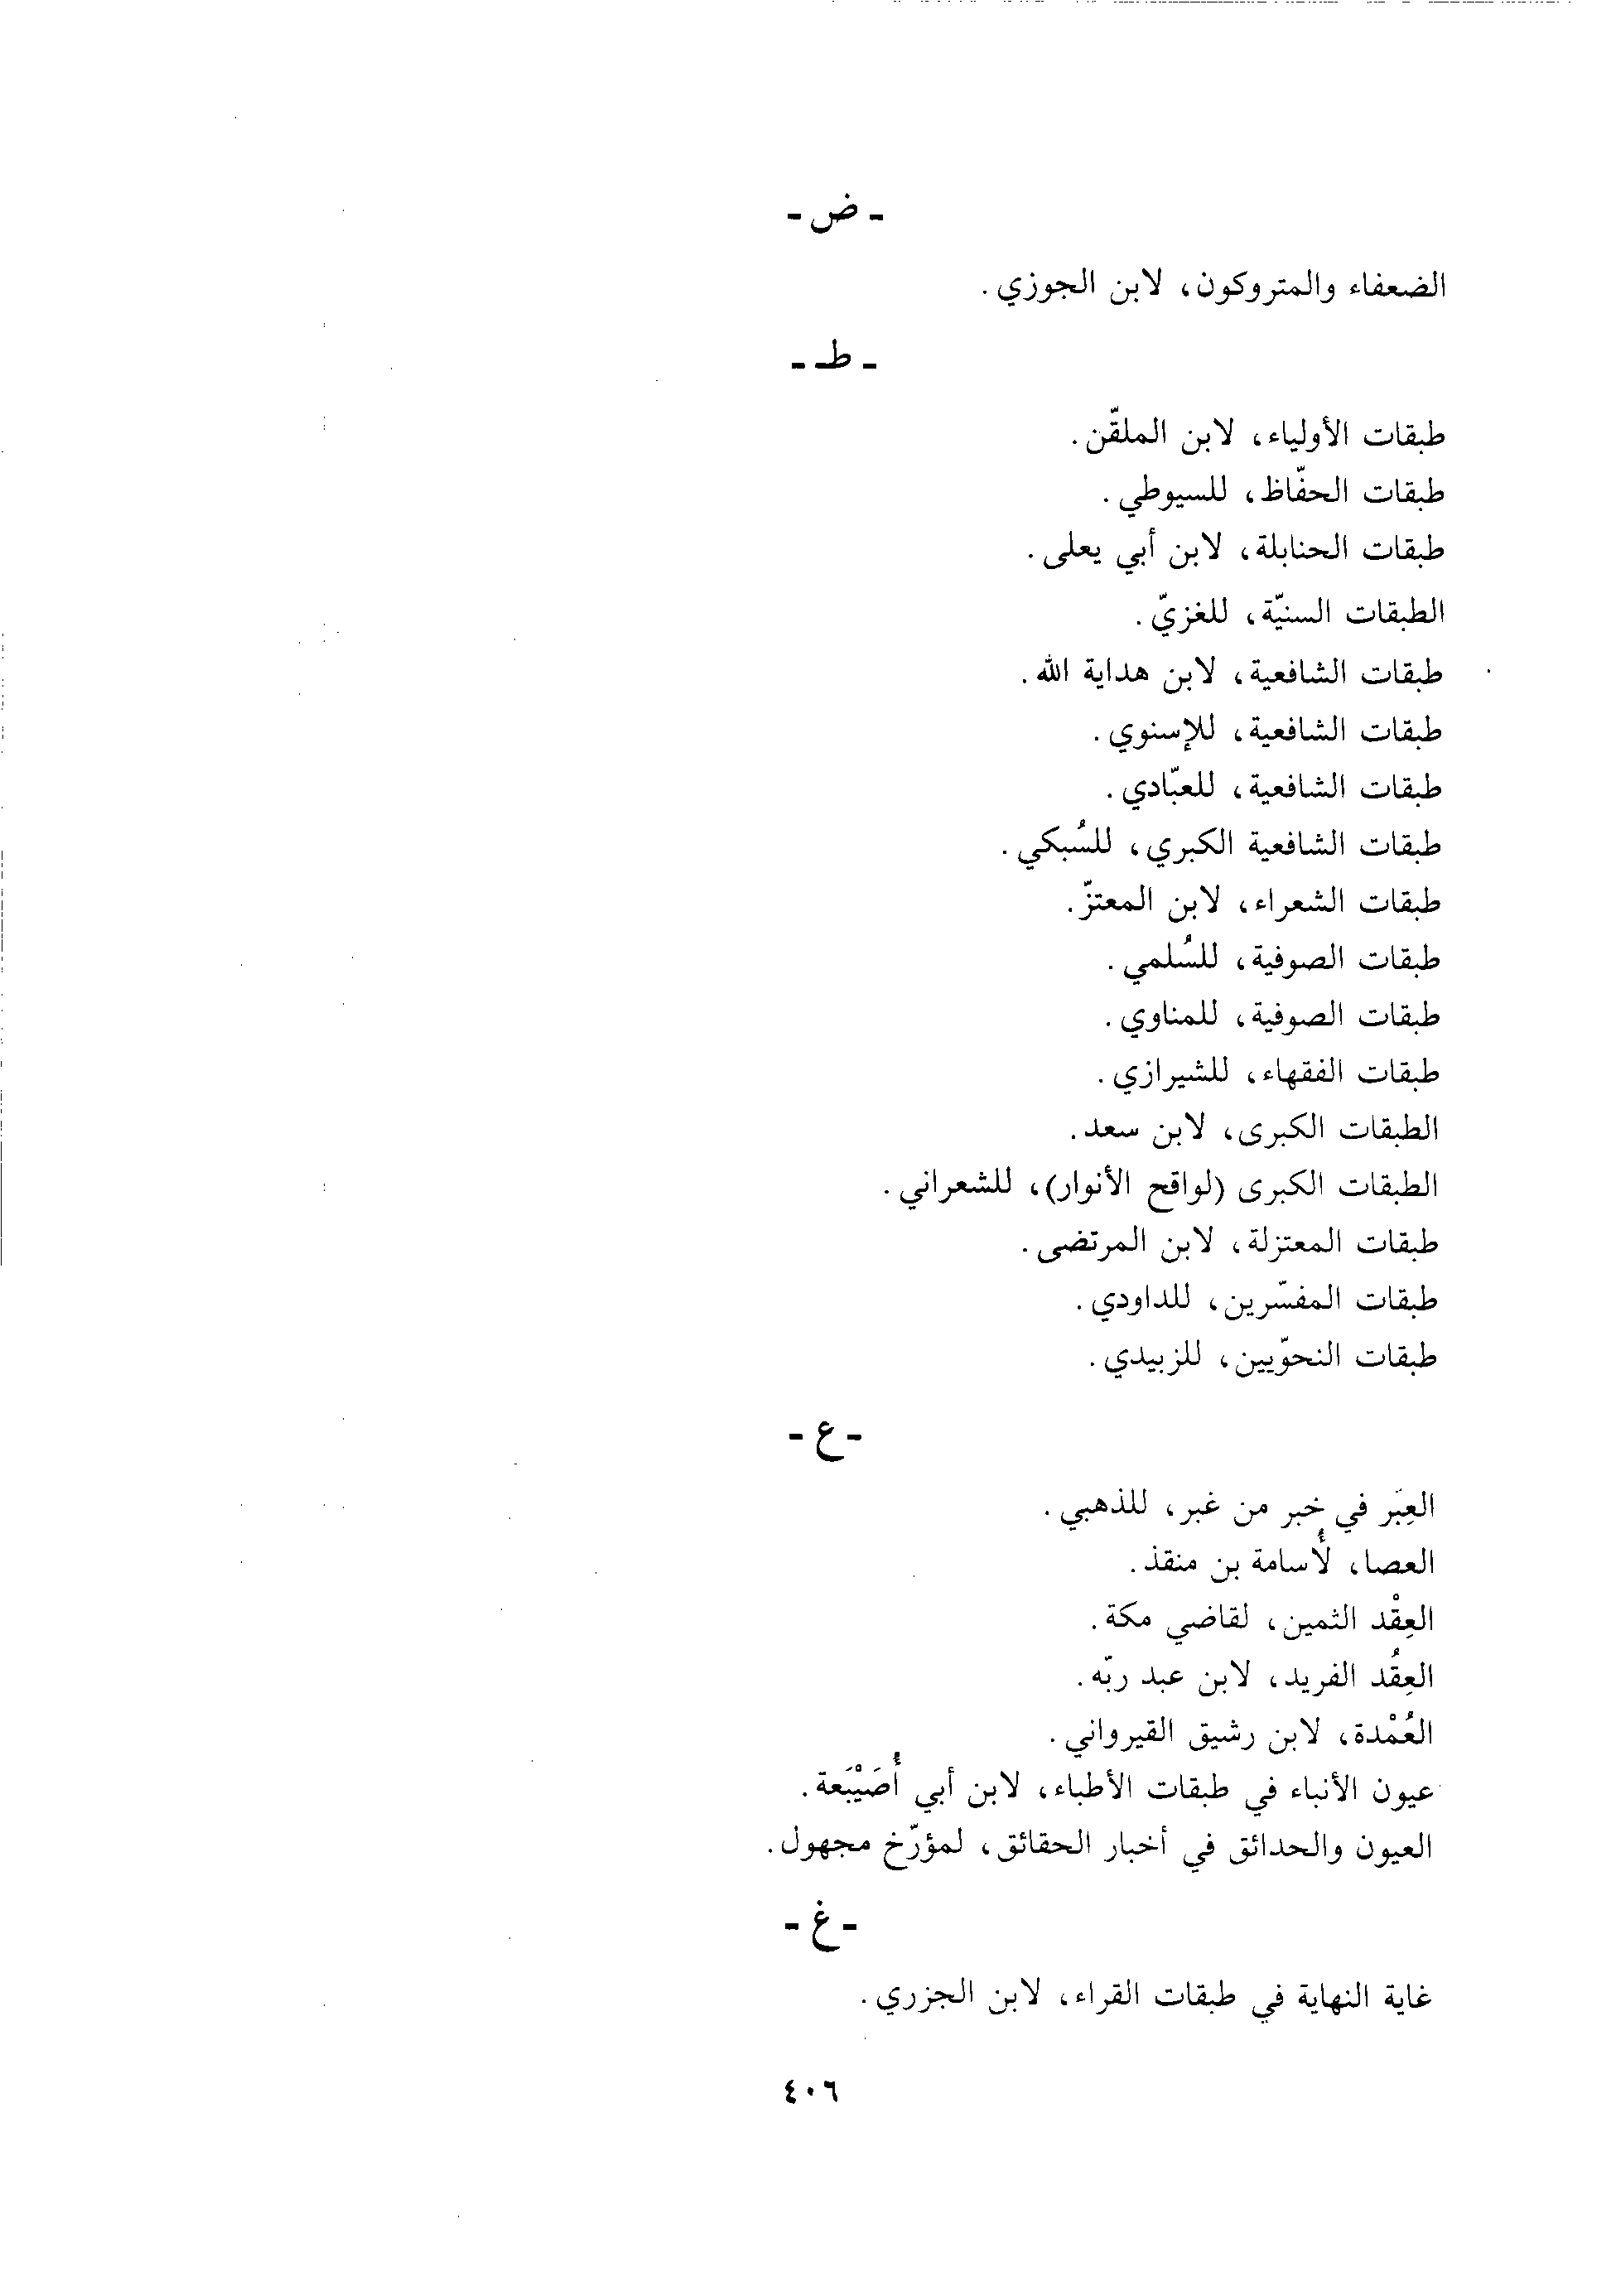 - ض -
الضعفاء والمتروكون، لابن الجوزي.
- طـ -
طبقات الأولياء، لابن الملقّن.
طبقات الحفّاظ، للسيوطي.
طبقات الحنابلة، لابن أبي يعلى.
الطبقات السنيّة، للغزيّ.
طبقات الشافعية، لابن هداية الله.
طبقات الشافعية، للإسنوي.
طبقات الشافعية، للعبّادي.
طبقات الشافعية الكبري، للسُبكي.
طبقات الشعراء، لابن المعتزّ.
طبقات الصوفية، للسُلمي.
طبقات الصوفية، للمناوي.
طبقات الفقهاء، للشيرازي.
الطبقات الكبرى، لابن سعد.
الطبقات الكبرى (لواقح الأنوار)، للشعراني.
طبقات المعتزلة، لابن المرتضى.
طبقات المفسّرين، للداودي.
طبقات النحوّيين، للزبيدي.
- ع -
العِبَر في خبر من غبر، للذهبي.
العصا، لأُسامة بن منقذ.
العِقْد الثمين، لقاضي مكة.
العِقُد الفريد، لابن عبد ربّه.
العُمْدة، لابن رشيق القيرواني.
عيون الأنباء في طبقات الأطباء، لابن أبي أُصَيْبَعة.
العيون والحدائق في أخبار الحقائق، لمؤرّخ مجهول.
- غ -
غاية النهاية في طبقات القراء، لابن الجزري.
٤٠٦